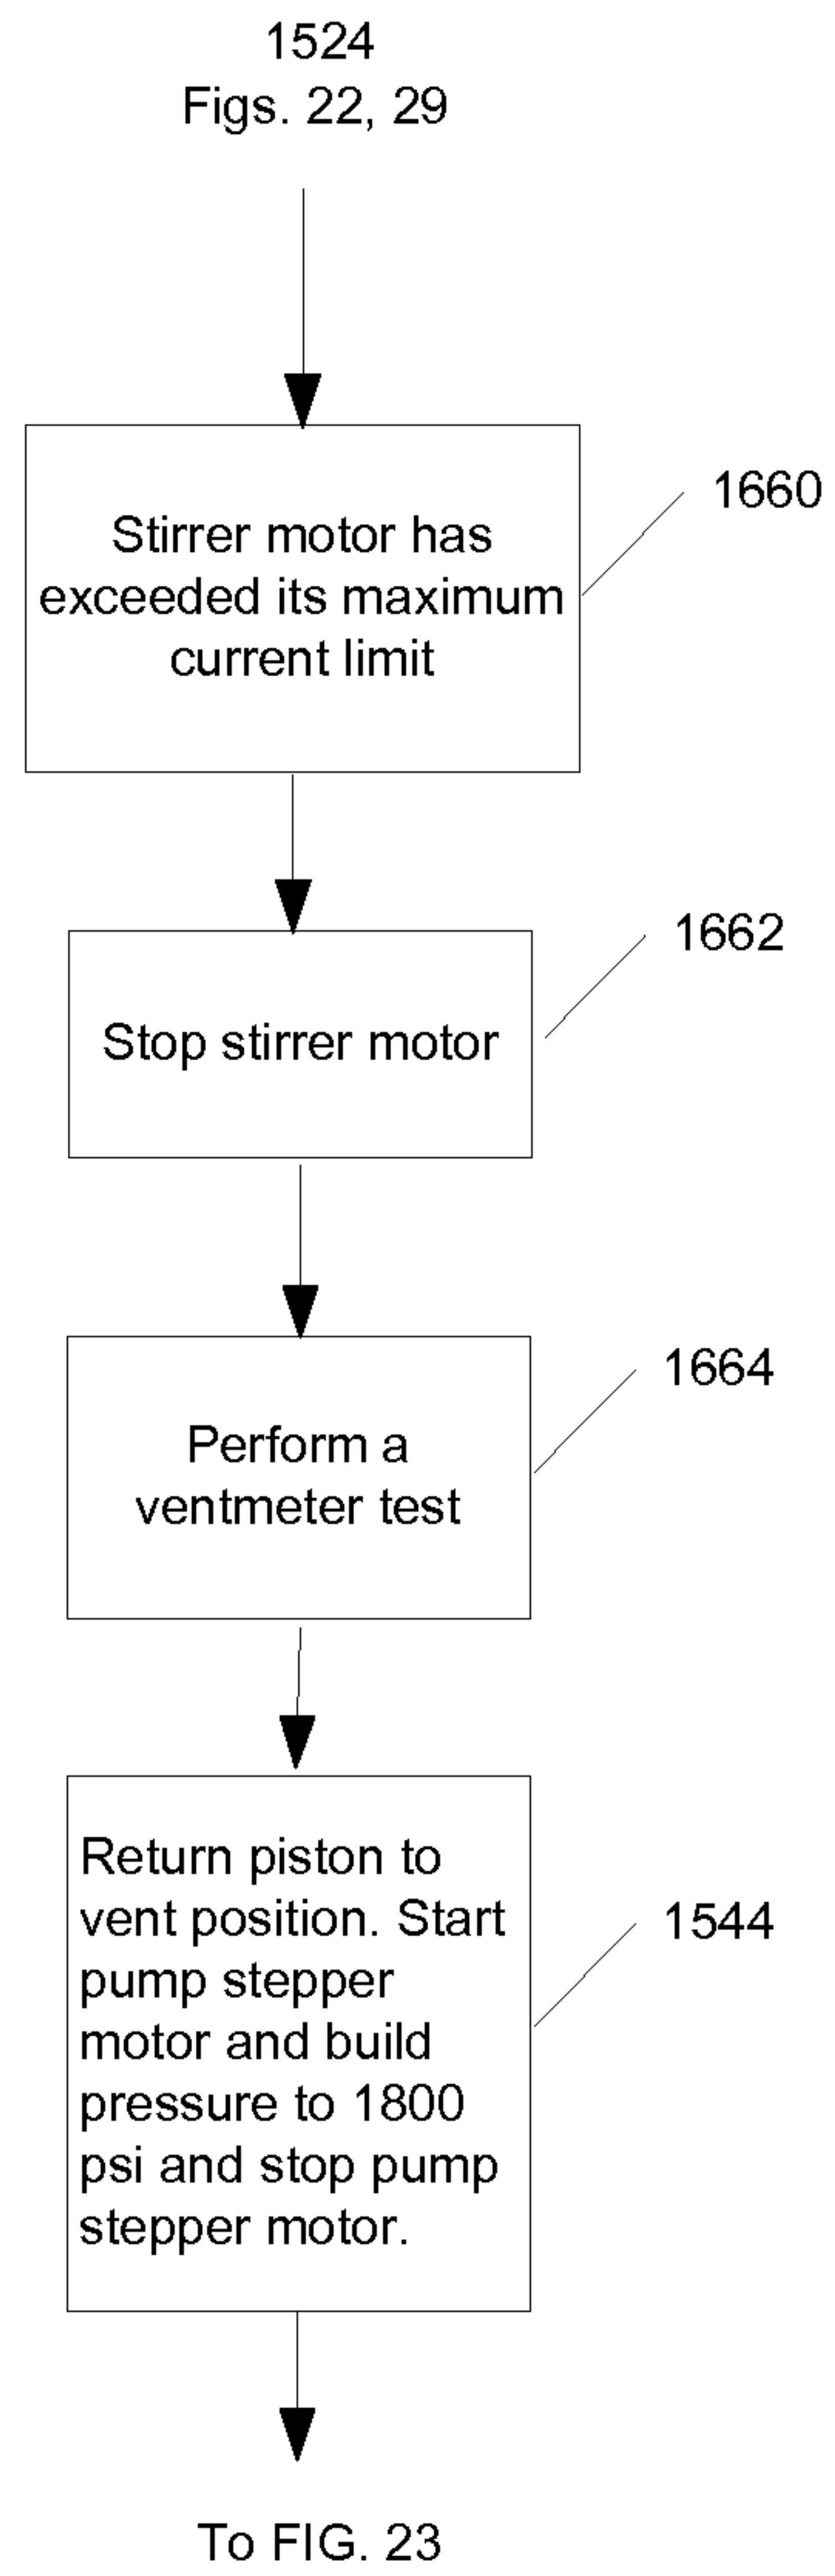 1524
Figs. 22, 29
1660
Stirrer motor has
exceeded its maximum
current limit
1662
Stop stirrer motor
1664
Perform a
ventmeter test
Return piston to
vent position. Start
1544
pump stepper
motor and build
pressure to 1800
psi and stop pump
stepper motor.
To FIG. 23